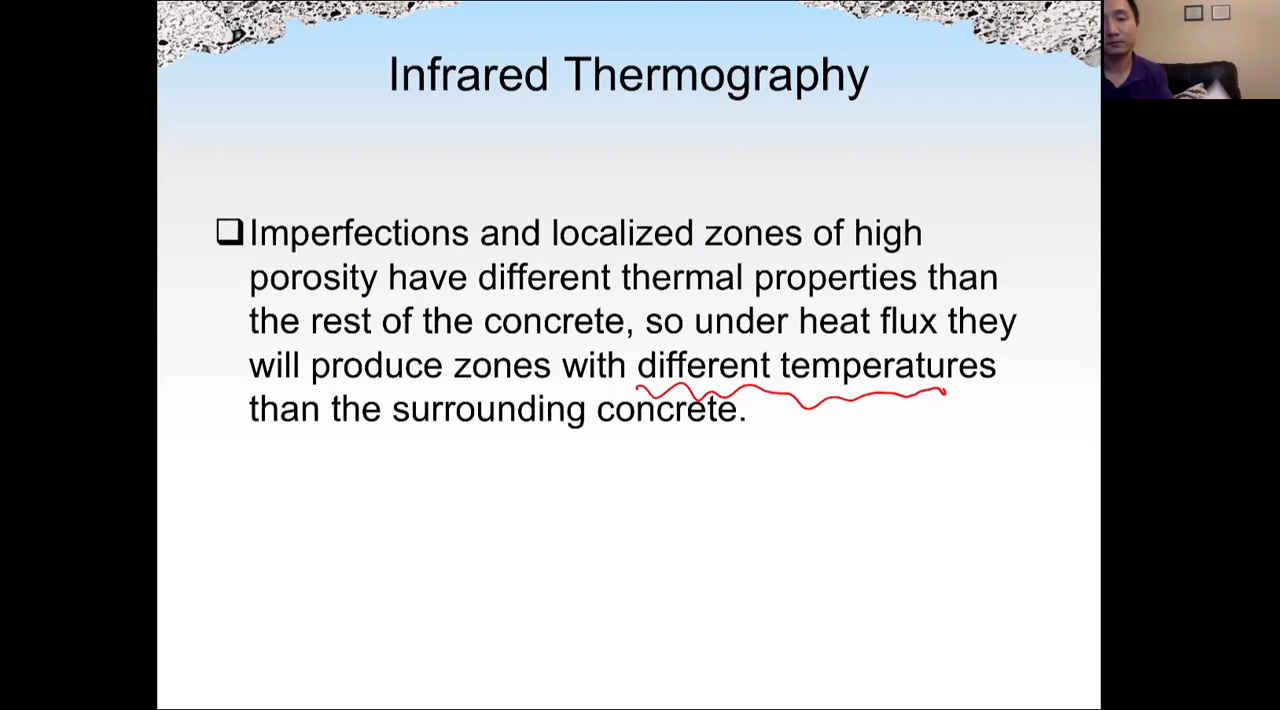 Infrared Thermography
Imperfections and localized zones of high
porosity have different thermal properties than
the rest of the concrete, so under heat flux they
will produce zones with different temperatures
than the surrounding concrete.